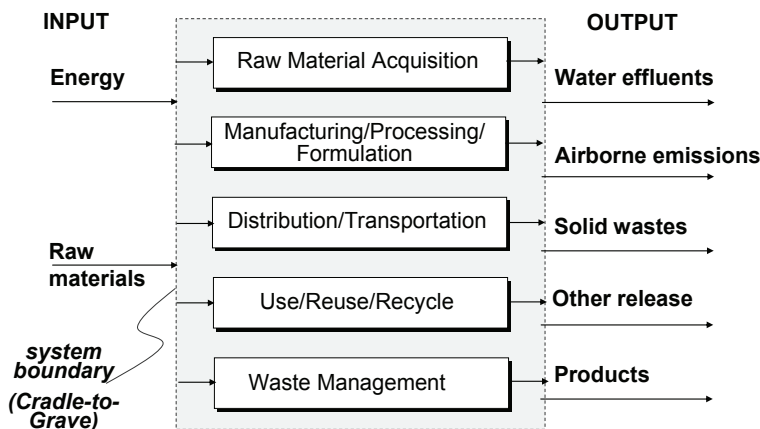 INPUT
OUTPUT
Energy
Raw
materials
system
boundary
(Cradle-to-
Grave)
Raw Material Acquisition
Manufacturing/Processing/
Formulation
Distribution/Transportation
Use/Reuse/Recycle
Waste Management
Water effluents
Airborne emissions
Solid wastes
Other release
Products